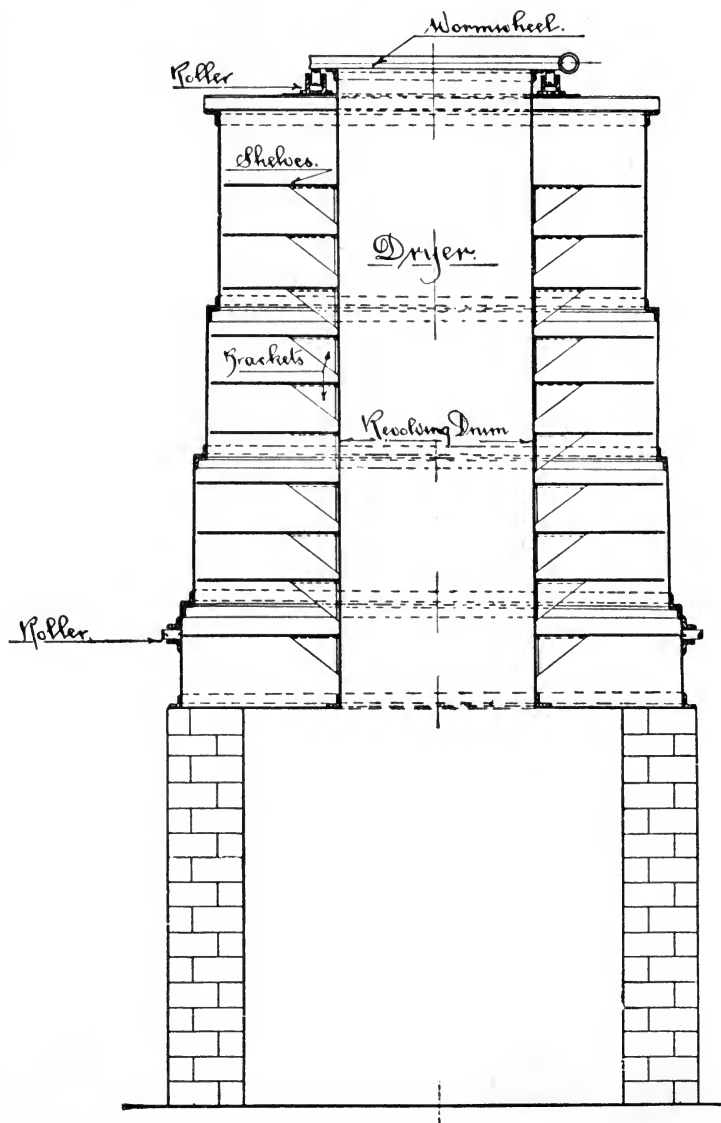 Wormwheel.
Roller
Shelves.
Dryer.
Brackets
Revolving Drum
Roller.